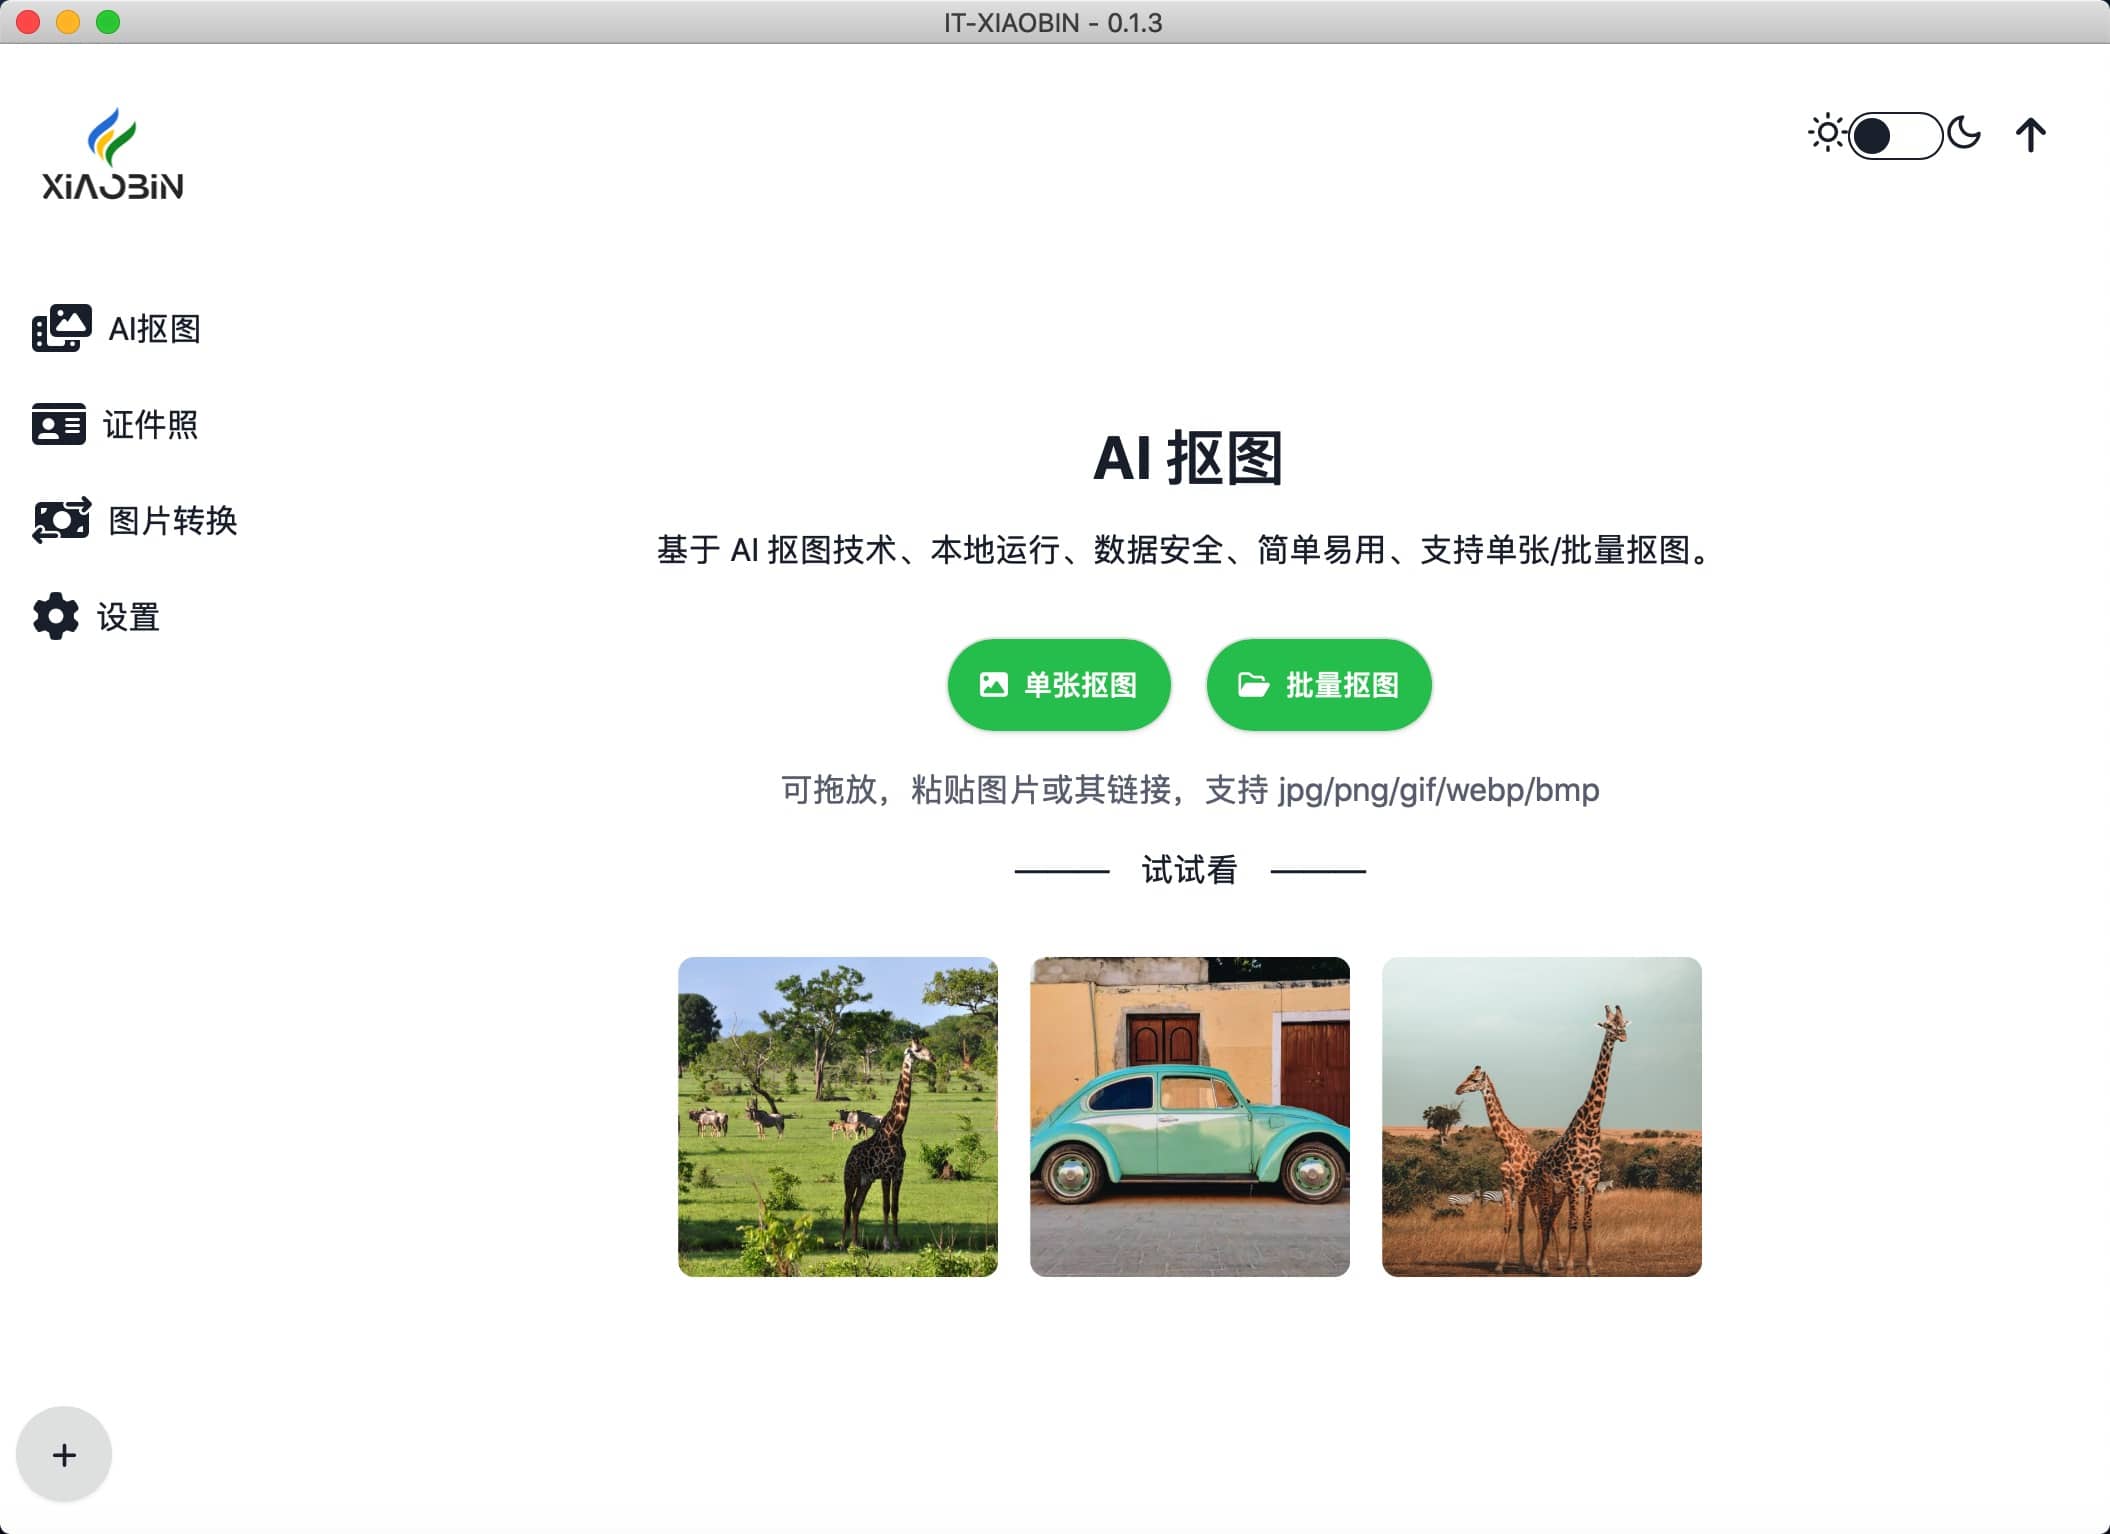 IT-XIAOBIN - 0.1.3
XiAOBiN
AI抠图
证件照
图片转换
设置
AI 抠图
基于 AI 抠图技术、本地运行、数据安全、简单易用、支持单张/批量抠图。
单张抠图
批量抠图
可拖放，粘贴图片或其链接，支持 jpg/png/gif/webp/bmp
试试看